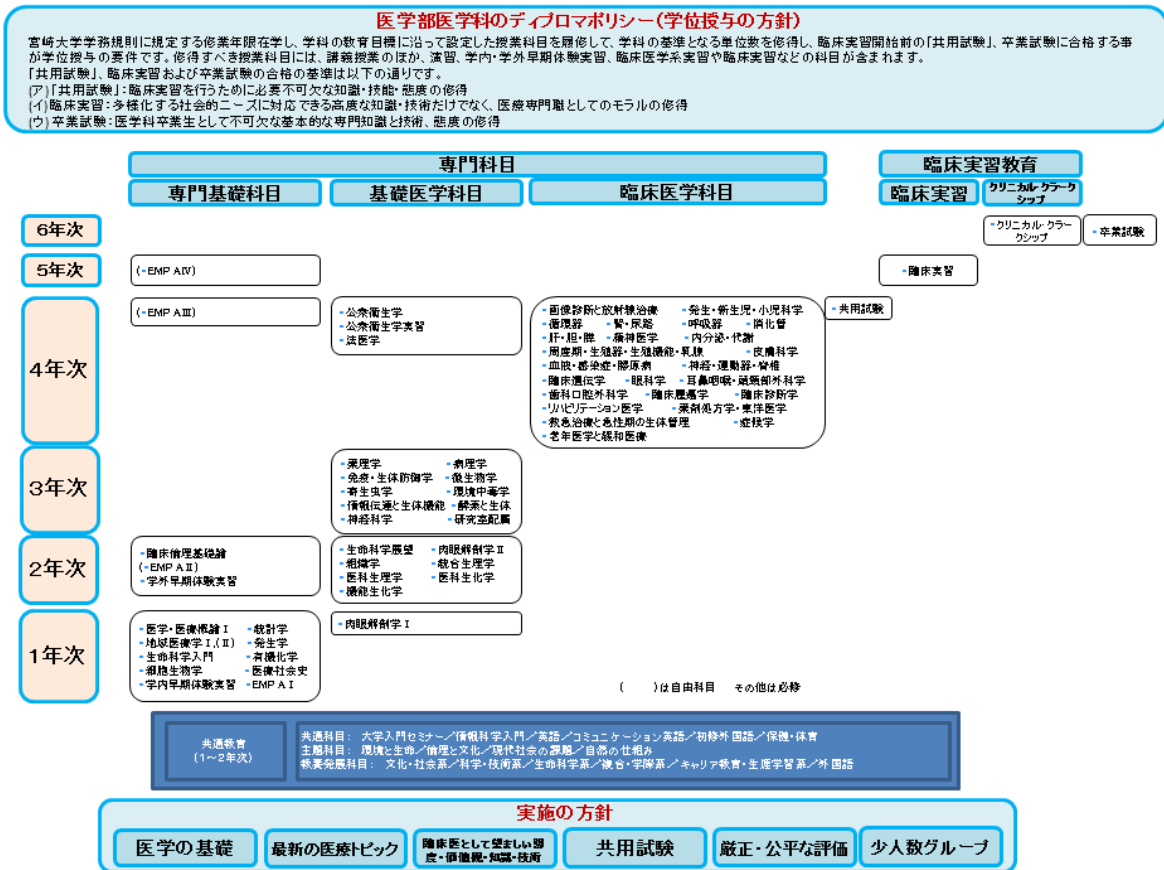 医学部医学科のディプロマポリシー(学位授与の方針)
宮崎大学学務規則に規定する修業年限在学し、学科の教育目標に沿って設定した授業科目を履修して、学科の基準となる単位数を修得し、臨床実習開始前の「共用試験」、卒業試験に合格する事
が学位授与の要件です。修得すべき授業科目には、講義授業のほか、演習、学内・学外早期体験実習、臨床医学系実習や臨床実習などの科目が含まれます。
「共用試験」、臨床実習および卒業試験の合格の基準は以下の通りです。
(ア)「共用試験」:臨床実習を行うために必要不可欠な知識・技能・態度の修得
(イ)臨床実習:多様化する社会的ニーズに対応できる高度な知識・技術だけでなく、医療専門職としてのモラルの修得
(ウ)卒業試験:医学科卒業生として不可欠な基本的な専門知識と技術、態度の修得
専門科目
臨床実習教育
専門基礎科目
基礎医学科目
臨床医学科目
臨床実習
クリニカル・クラーク
シップ
6年次
-クリニカル・クラー
クシップ
-卒業試験
5年次
(-EMP AⅣ)
-臨床実習
4年次
(-EMP AⅢ)
-公衆衛生学
-公衆衛生学実習
-法医学
-画像診断と放射線治療 -発生・新生児・小児科学
-循環器 -腎・尿路 -呼吸器 -消化管
-肝・胆・膵 -精神医学 -内分泌・代謝
-周産期・生殖器・生殖機能・乳腺 -皮膚科学
-血液・感染症・膠原病 -神経・運動器・脊椎
-臨床遺伝学 -眼科学 -耳鼻咽喉・頭頸部外科学
-歯科口腔外科学 -臨床腫瘍学 -臨床診断学
-リハビリテーション医学 -薬剤処方学・東洋医学
-救急治療と急性期の生体管理 -症候学
-老年医学と緩和医療
-共用試験
3年次
-薬理学 -病理学
-免疫・生体防御学 -微生物学
-寄生虫学 -環境中毒学
-情報伝達と生体機能 -酵素と生体
-神経科学 -研究室配属
2年次
-臨床倫理基礎論
(-EMP AⅡ)
-学外早期体験実習
-生命科学展望 -肉眼解剖学Ⅱ
-組織学 -統合生理学
-医科生理学 -医科生化学
-機能生化学
1年次
-医学・医療概論Ⅰ -統計学
-地域医療学Ⅰ,(Ⅱ) -発生学
-生命科学入門 -有機化学
-細胞生物学 -医療社会史
-学内早期体験実習 -EMP AⅠ
-肉眼解剖学Ⅰ
( )は自由科目 その他は必修
共通教育
(1~2年次)
共通科目: 大学入門セミナー/情報科学入門/英語/コミュニケーション英語/初修外国語/保健・体育
主題科目: 環境と生命/倫理と文化/現代社会の課題/自然の仕組み
教養発展科目: 文化・社会系/科学・技術系/生命科学系/複合・学際系/キャリア教育・生涯学習系/外国語
実施の方針
医学の基礎
最新の医療トピック
臨床医として望ましい態
度・価値観・知識・技術
共用試験
厳正・公平な評価
少人数グループ